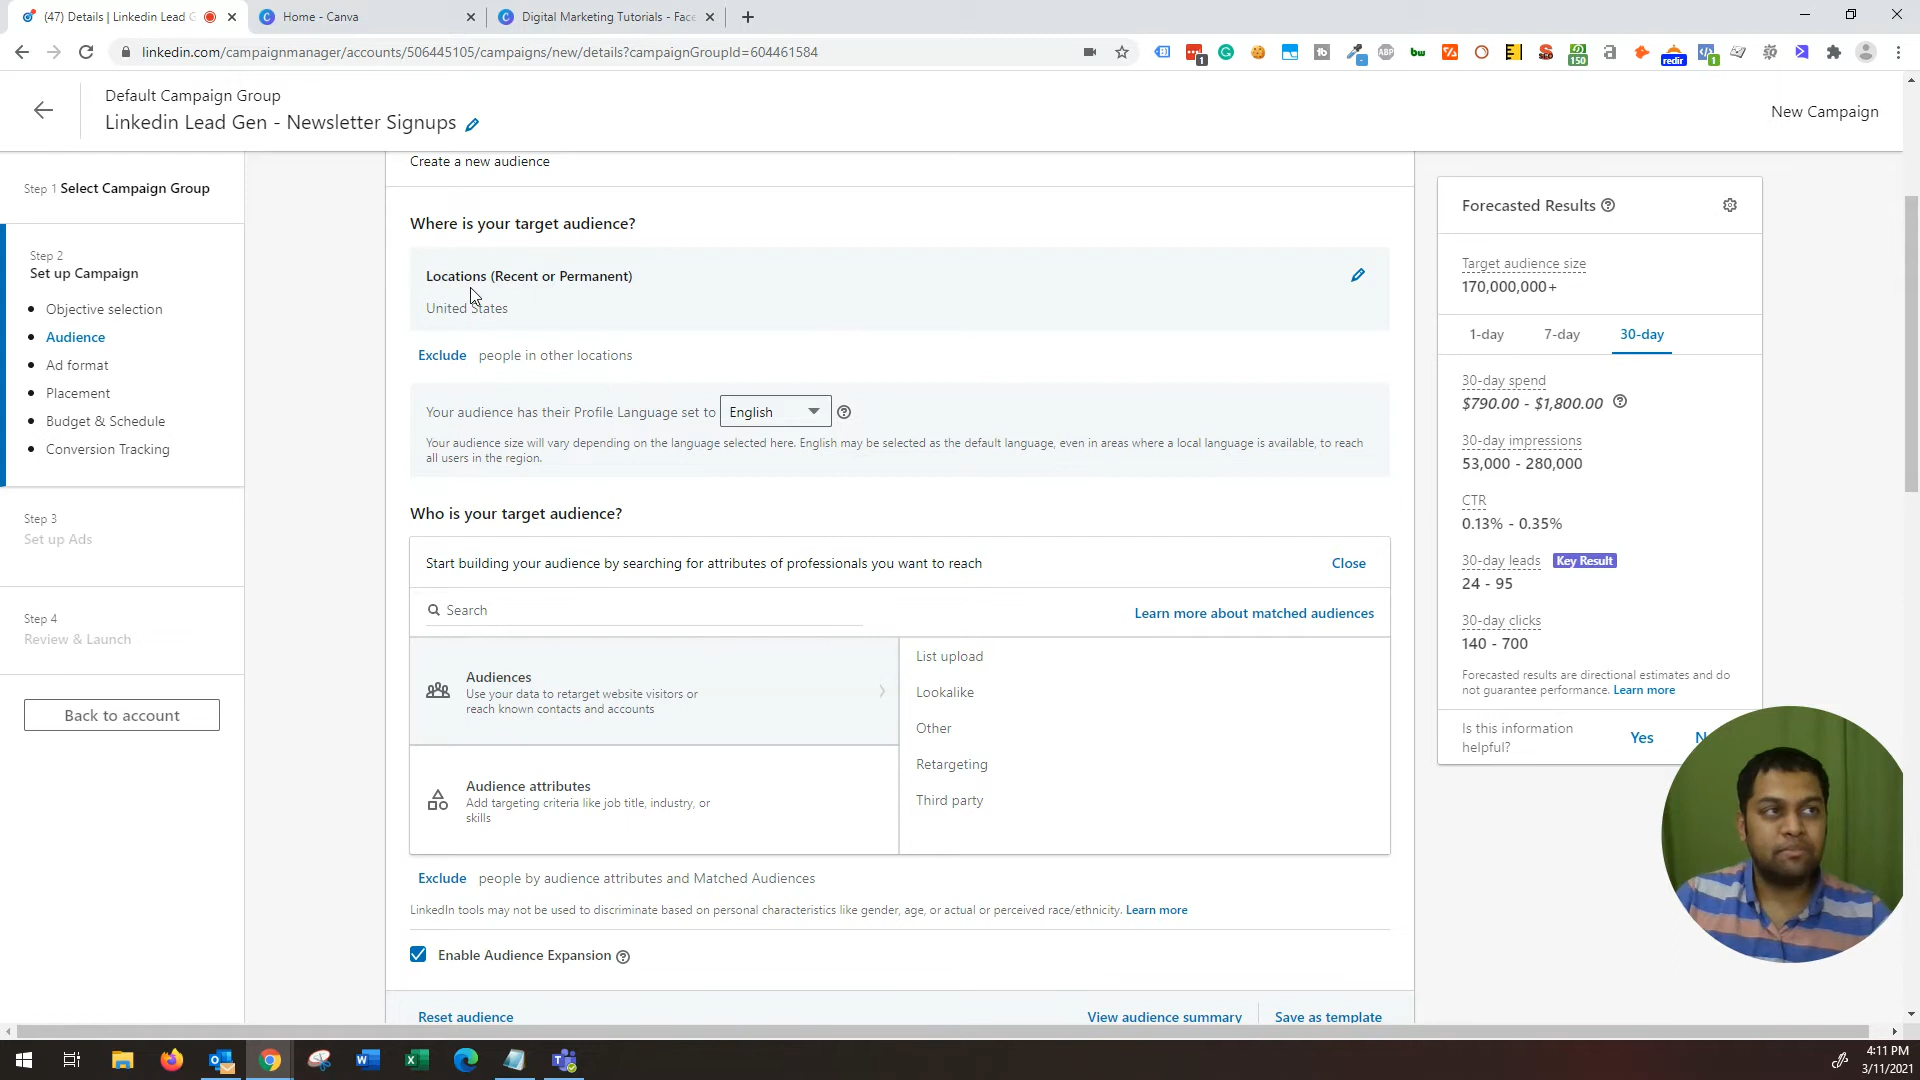 (47) Details | Linkedin Lead G
Home - Canva
Digital Marketing Tutorials - Face
linkedin.com/campaignmanager/accounts/506445105/campaigns/new/details?campaignGroupId=604461584
1
ABP
bw
SEO
150
a
redir
1
Default Campaign Group
Linkedin Lead Gen - Newsletter Signups
New Campaign
Step 1 Select Campaign Group
Step 2
Set up Campaign
Objective selection
Audience
Ad format
Placement
Budget & Schedule
Conversion Tracking
Step 3
Set up Ads
Step 4
Review & Launch
Back to account
Create a new audience
Where is your target audience?
Locations (Recent or Permanent)
United States
Exclude people in other locations
Your audience has their Profile Language set to English
Your audience size will vary depending on the language selected here. English may be selected as the default language, even in areas where a local language is available, to reach
all users in the region.
Who is your target audience?
Start building your audience by searching for attributes of professionals you want to reach
Close
Search
Learn more about matched audiences
Audiences
Use your data to retarget website visitors or
reach known contacts and accounts
Audience attributes
Add targeting criteria like job title, industry, or
skills
List upload
Lookalike
Other
Retargeting
Third party
Exclude people by audience attributes and Matched Audiences
LinkedIn tools may not be used to discriminate based on personal characteristics like gender, age, or actual or perceived race/ethnicity. Learn more
Enable Audience Expansion
Reset audience
View audience summary
Save as template
Forecasted Results
Target audience size
170,000,000+
1-day
7-day
30-day
30-day spend
$790.00 - $1,800.00
30-day impressions
53,000 - 280,000
CTR
0.13% - 0.35%
30-day leads Key Result
24 - 95
30-day clicks
140 - 700
Forecasted results are directional estimates and do
not guarantee performance. Learn more
Is this information
helpful?
Yes
4:11 PM
3/11/2021